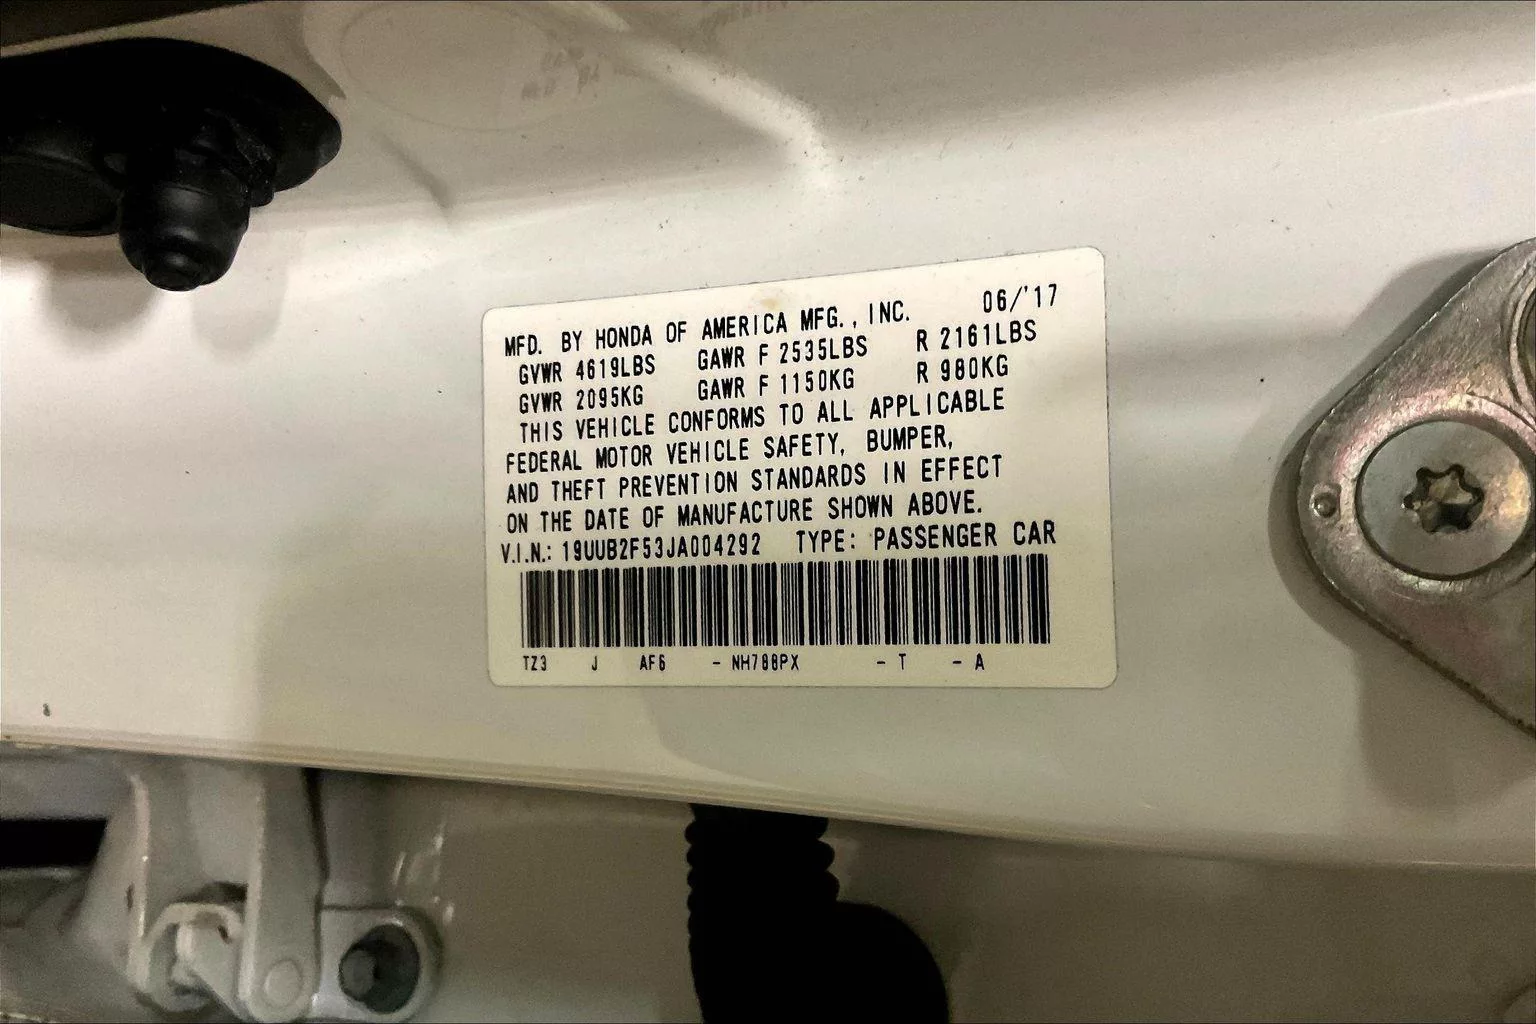 MFD. BY HONDA OF AMERICA MFG., INC. 06/'17
GVWR 4619LBS GAWR F 2535LBS R 2161LBS
GVWR 2095KG GAWR F 1150KG R 980KG
THIS VEHICLE CONFORMS TO ALL APPLICABLE
FEDERAL MOTOR VEHICLE SAFETY, BUMPER,
AND THEFT PREVENTION STANDARDS IN EFFECT
ON THE DATE OF MANUFACTURE SHOWN ABOVE.
V.I.N.: 19UUB2F53JA004292 TYPE: PASSENGER CAR
TZ3 J AF6 - NH788PX - T - A